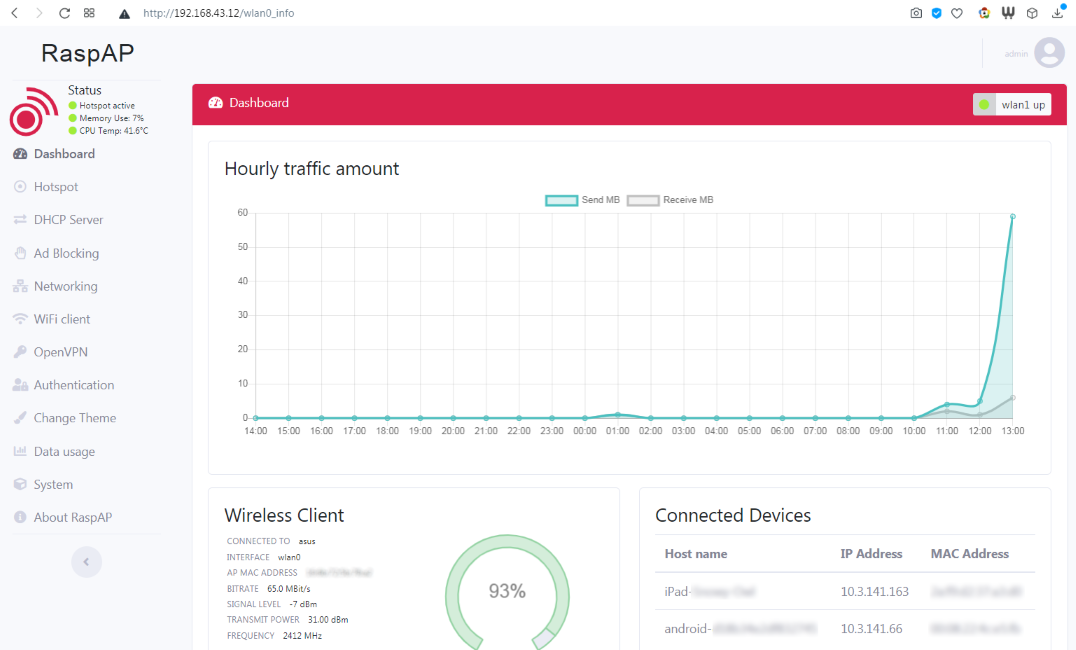 http://192.168.43.12/wlan0_info
RaspAP
admin
Status
Hotspot active
Memory Use: 7%
CPU Temp: 41.6°C
Dashboard
Hotspot
DHCP Server
Ad Blocking
Networking
WiFi client
OpenVPN
Authentication
Change Theme
Data usage
System
About RaspAP
Dashboard
wlan1 up
Hourly traffic amount
Send MB Receive MB
60
50
40
30
20
10
0
14:00 15:00 16:00 17:00 18:00 19:00 20:00 21:00 22:00 23:00 00:00 01:00 02:00 03:00 04:00 05:00 06:00 07:00 08:00 09:00 10:00 11:00 12:00 13:00
Wireless Client
CONNECTED TO asus
INTERFACE wlan0
AP MAC ADDRESS
BITRATE 65.0 MBit/s
SIGNAL LEVEL -7 dBm
TRANSMIT POWER 31.00 dBm
FREQUENCY 2412 MHz
93%
Connected Devices
Host name IP Address MAC Address
iPad- 10.3.141.163
android- 10.3.141.66